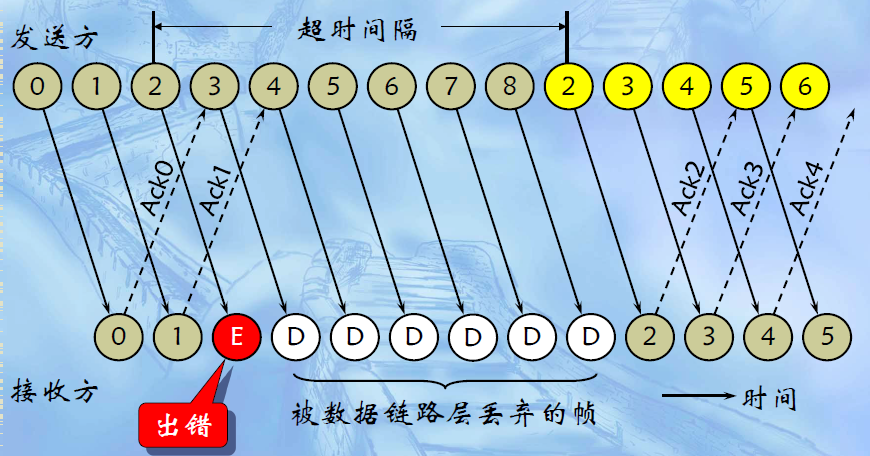 超时间隔
发送方
0 1 2 3 4 5 6 7 8 2 3 4 5 6
Ack0 Ack1 Ack2 Ack3 Ack4
0 1 E D D D D D D 2 3 4 5
接收方
被数据链路层丢弃的帧
时间
出错